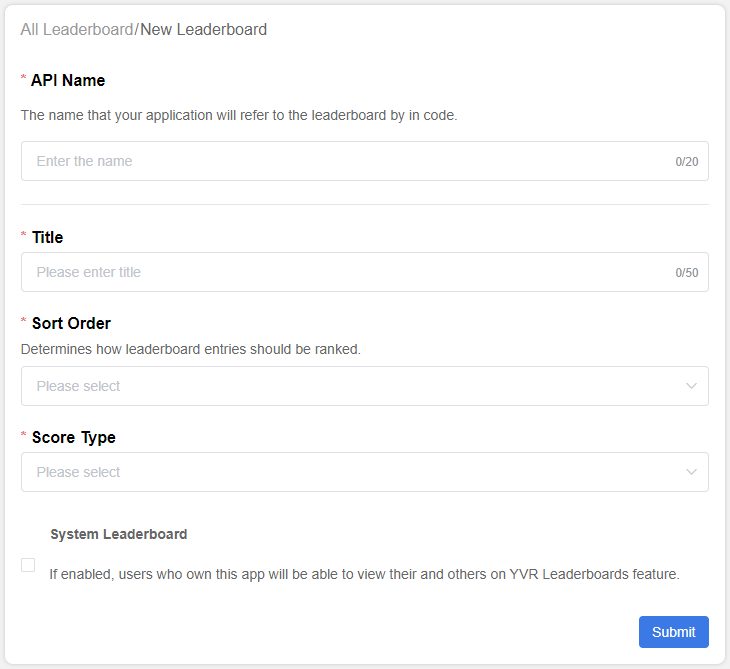 All Leaderboard/New Leaderboard
* API Name
The name that your application will refer to the leaderboard by in code.
Enter the name 0/20
* Title
Please enter title 0/50
* Sort Order
Determines how leaderboard entries should be ranked.
Please select
* Score Type
Please select
System Leaderboard
If enabled, users who own this app will be able to view their and others on YVR Leaderboards feature.
Submit